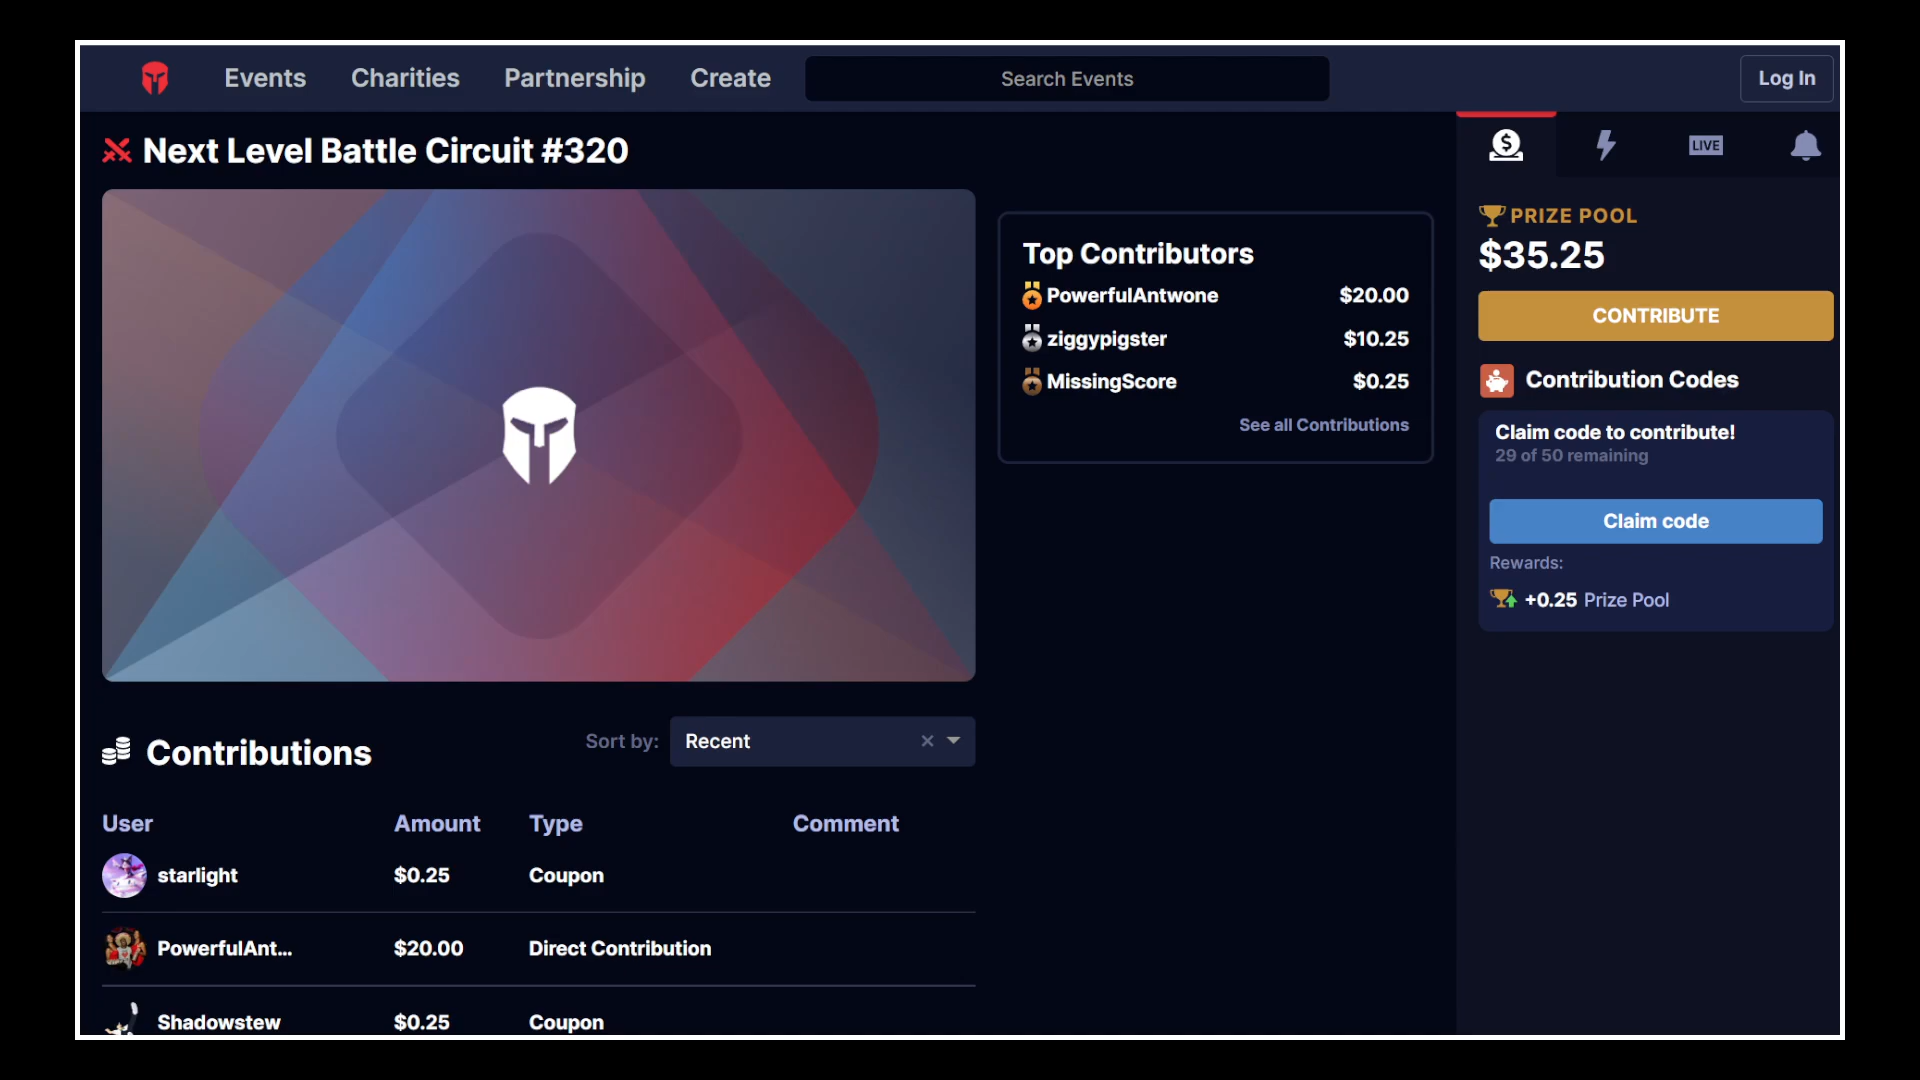 Events
Charities
Partnership
Create
Search Events
Log In
Next Level Battle Circuit #320
LIVE
Top Contributors
PowerfulAntwone $20.00
ziggypigster $10.25
MissingScore $0.25
See all Contributions
PRIZE POOL
$35.25
CONTRIBUTE
Contribution Codes
Claim code to contribute!
29 of 50 remaining
Claim code
Rewards:
+0.25 Prize Pool
Contributions
Sort by: Recent
User Amount Type Comment
starlight $0.25 Coupon
PowerfulAnt... $20.00 Direct Contribution
Shadowstew $0.25 Coupon